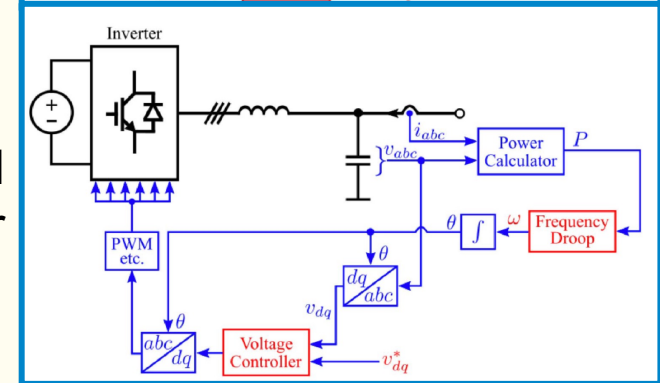 Inverter
+
−
i_abc
v_abc
Power
Calculator
P
θ
∫
ω
Frequency
Droop
PWM
etc.
θ
dq
abc
v_dq
θ
abc
dq
Voltage
Controller
v*_dq